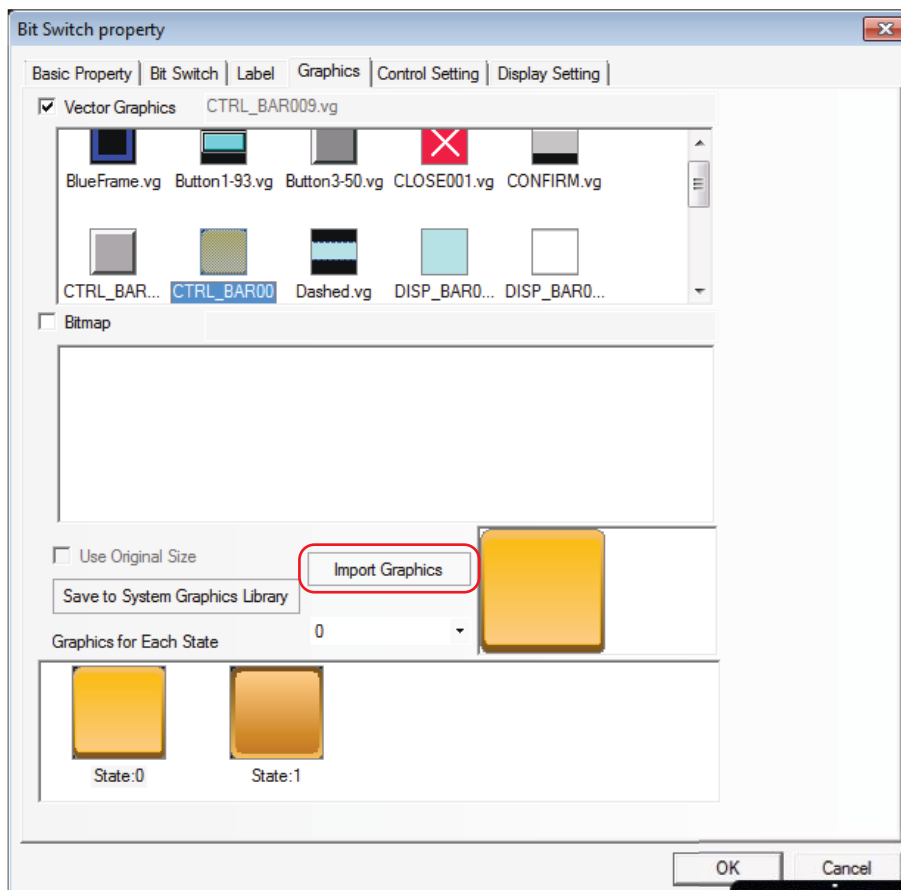 Bit Switch property
Basic Property Bit Switch Label Graphics Control Setting Display Setting
Vector Graphics CTRL_BAR009.vg
BlueFrame.vg Button1-93.vg Button3-50.vg CLOSE001.vg CONFIRM.vg
CTRL_BAR... CTRL_BAR00 Dashed.vg DISP_BAR0... DISP_BAR0...
Bitmap
Use Original Size
Import Graphics
Save to System Graphics Library
0
Graphics for Each State
State:0 State:1
OK Cancel